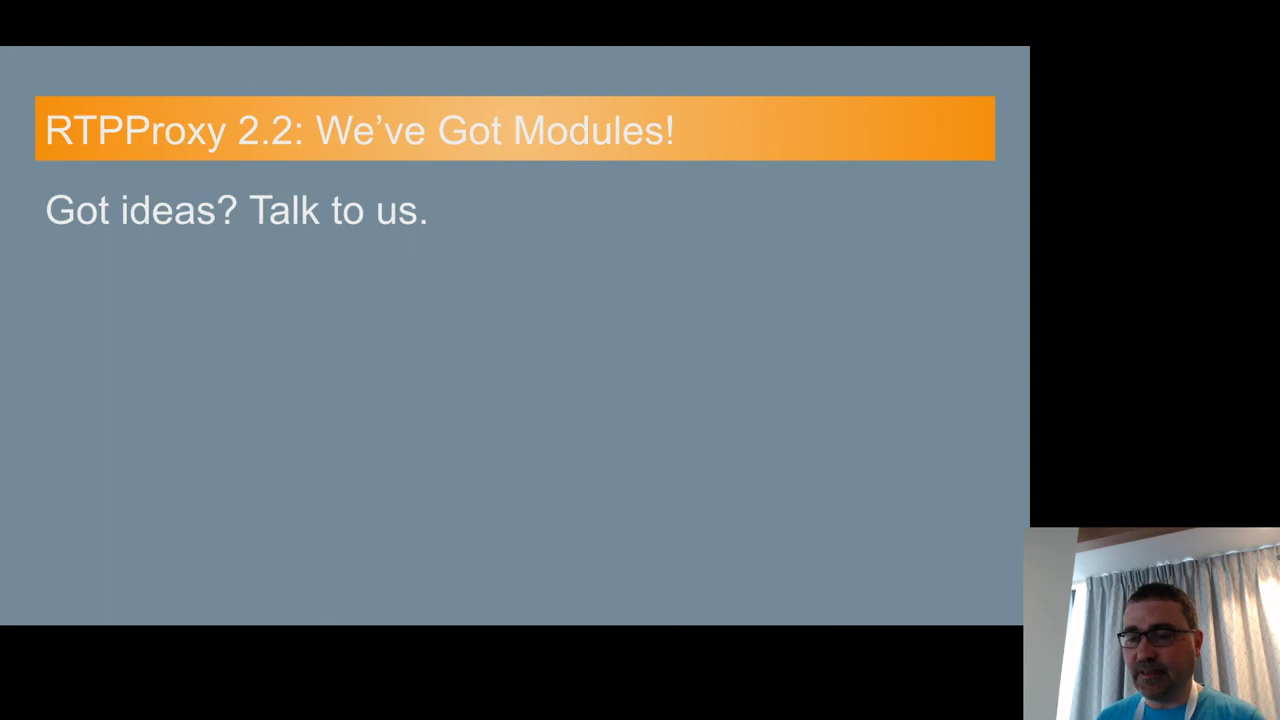 RTPProxy 2.2: We’ve Got Modules!
Got ideas? Talk to us.